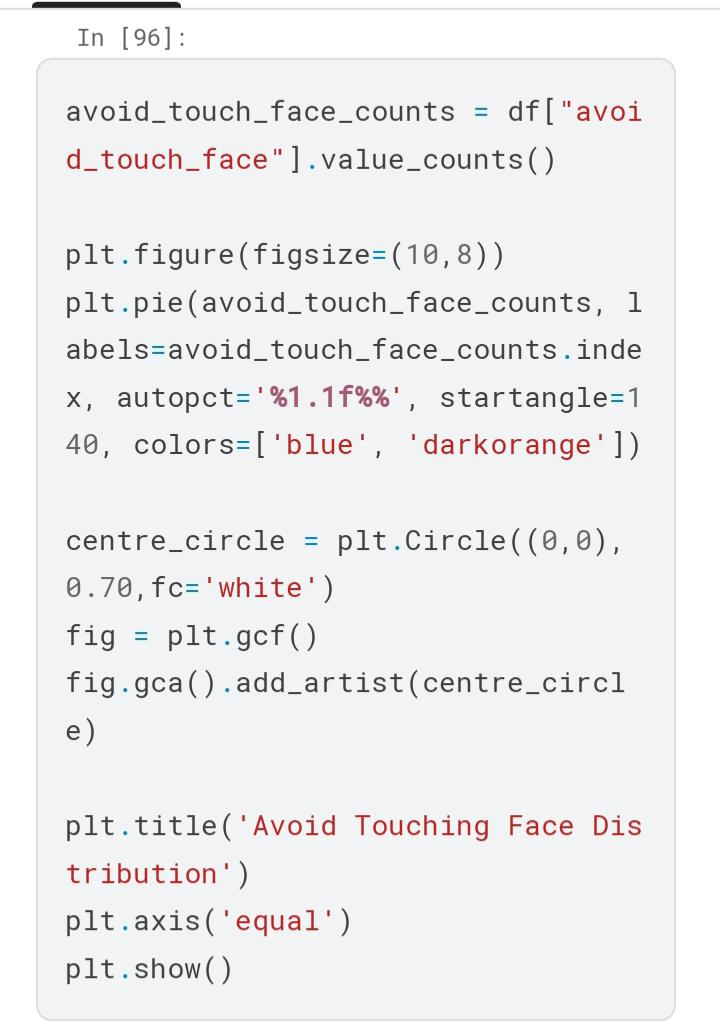 In [96]:
avoid_touch_face_counts = df["avoi
d_touch_face"].value_counts()
plt.figure(figsize=(10,8))
plt.pie(avoid_touch_face_counts, l
abels=avoid_touch_face_counts.inde
x, autopct='%1.1f%%', startangle=1
40, colors=['blue', 'darkorange'])
centre_circle = plt.Circle((0,0),
0.70,fc='white')
fig = plt.gcf()
fig.gca().add_artist(centre_circl
e)
plt.title('Avoid Touching Face Dis
tribution')
plt.axis('equal')
plt.show()